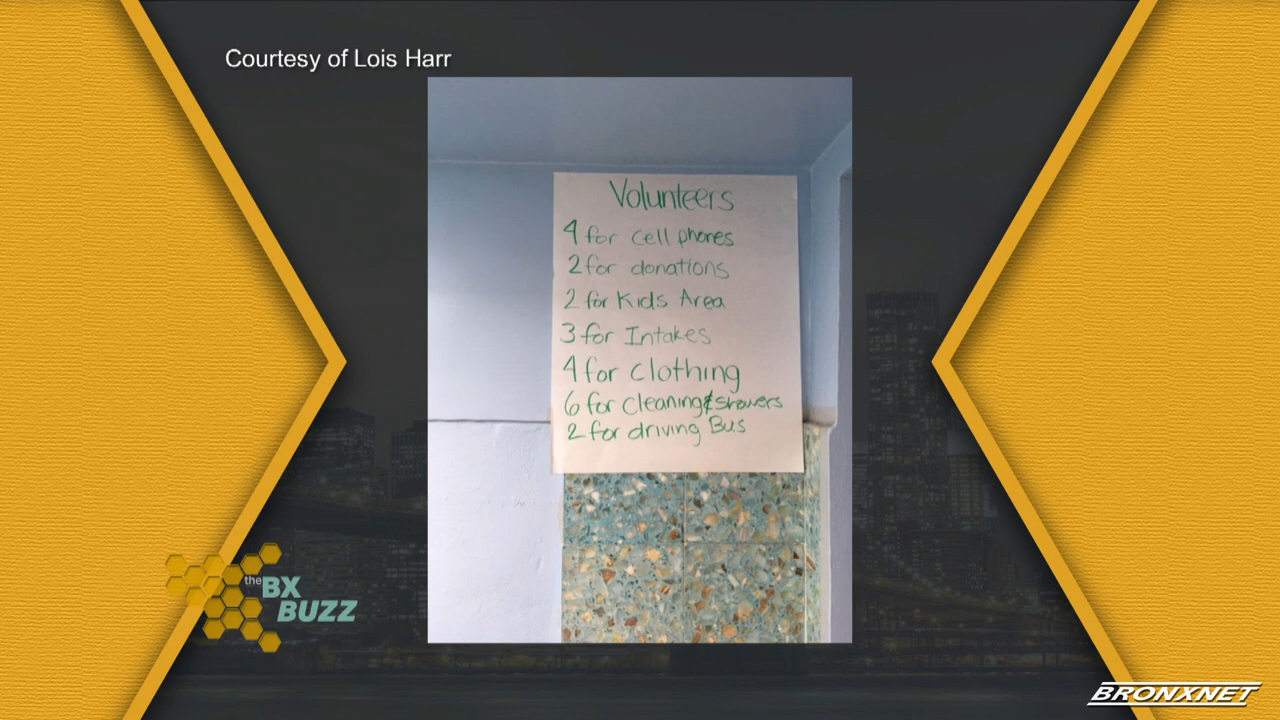 Courtesy of Lois Harr
Volunteers
4 for cell phones
2 for donations
2 for Kids Area
3 for Intakes
4 for clothing
6 for cleaning & showers
2 for driving Bus
the BX
BUZZ
BRONXNET